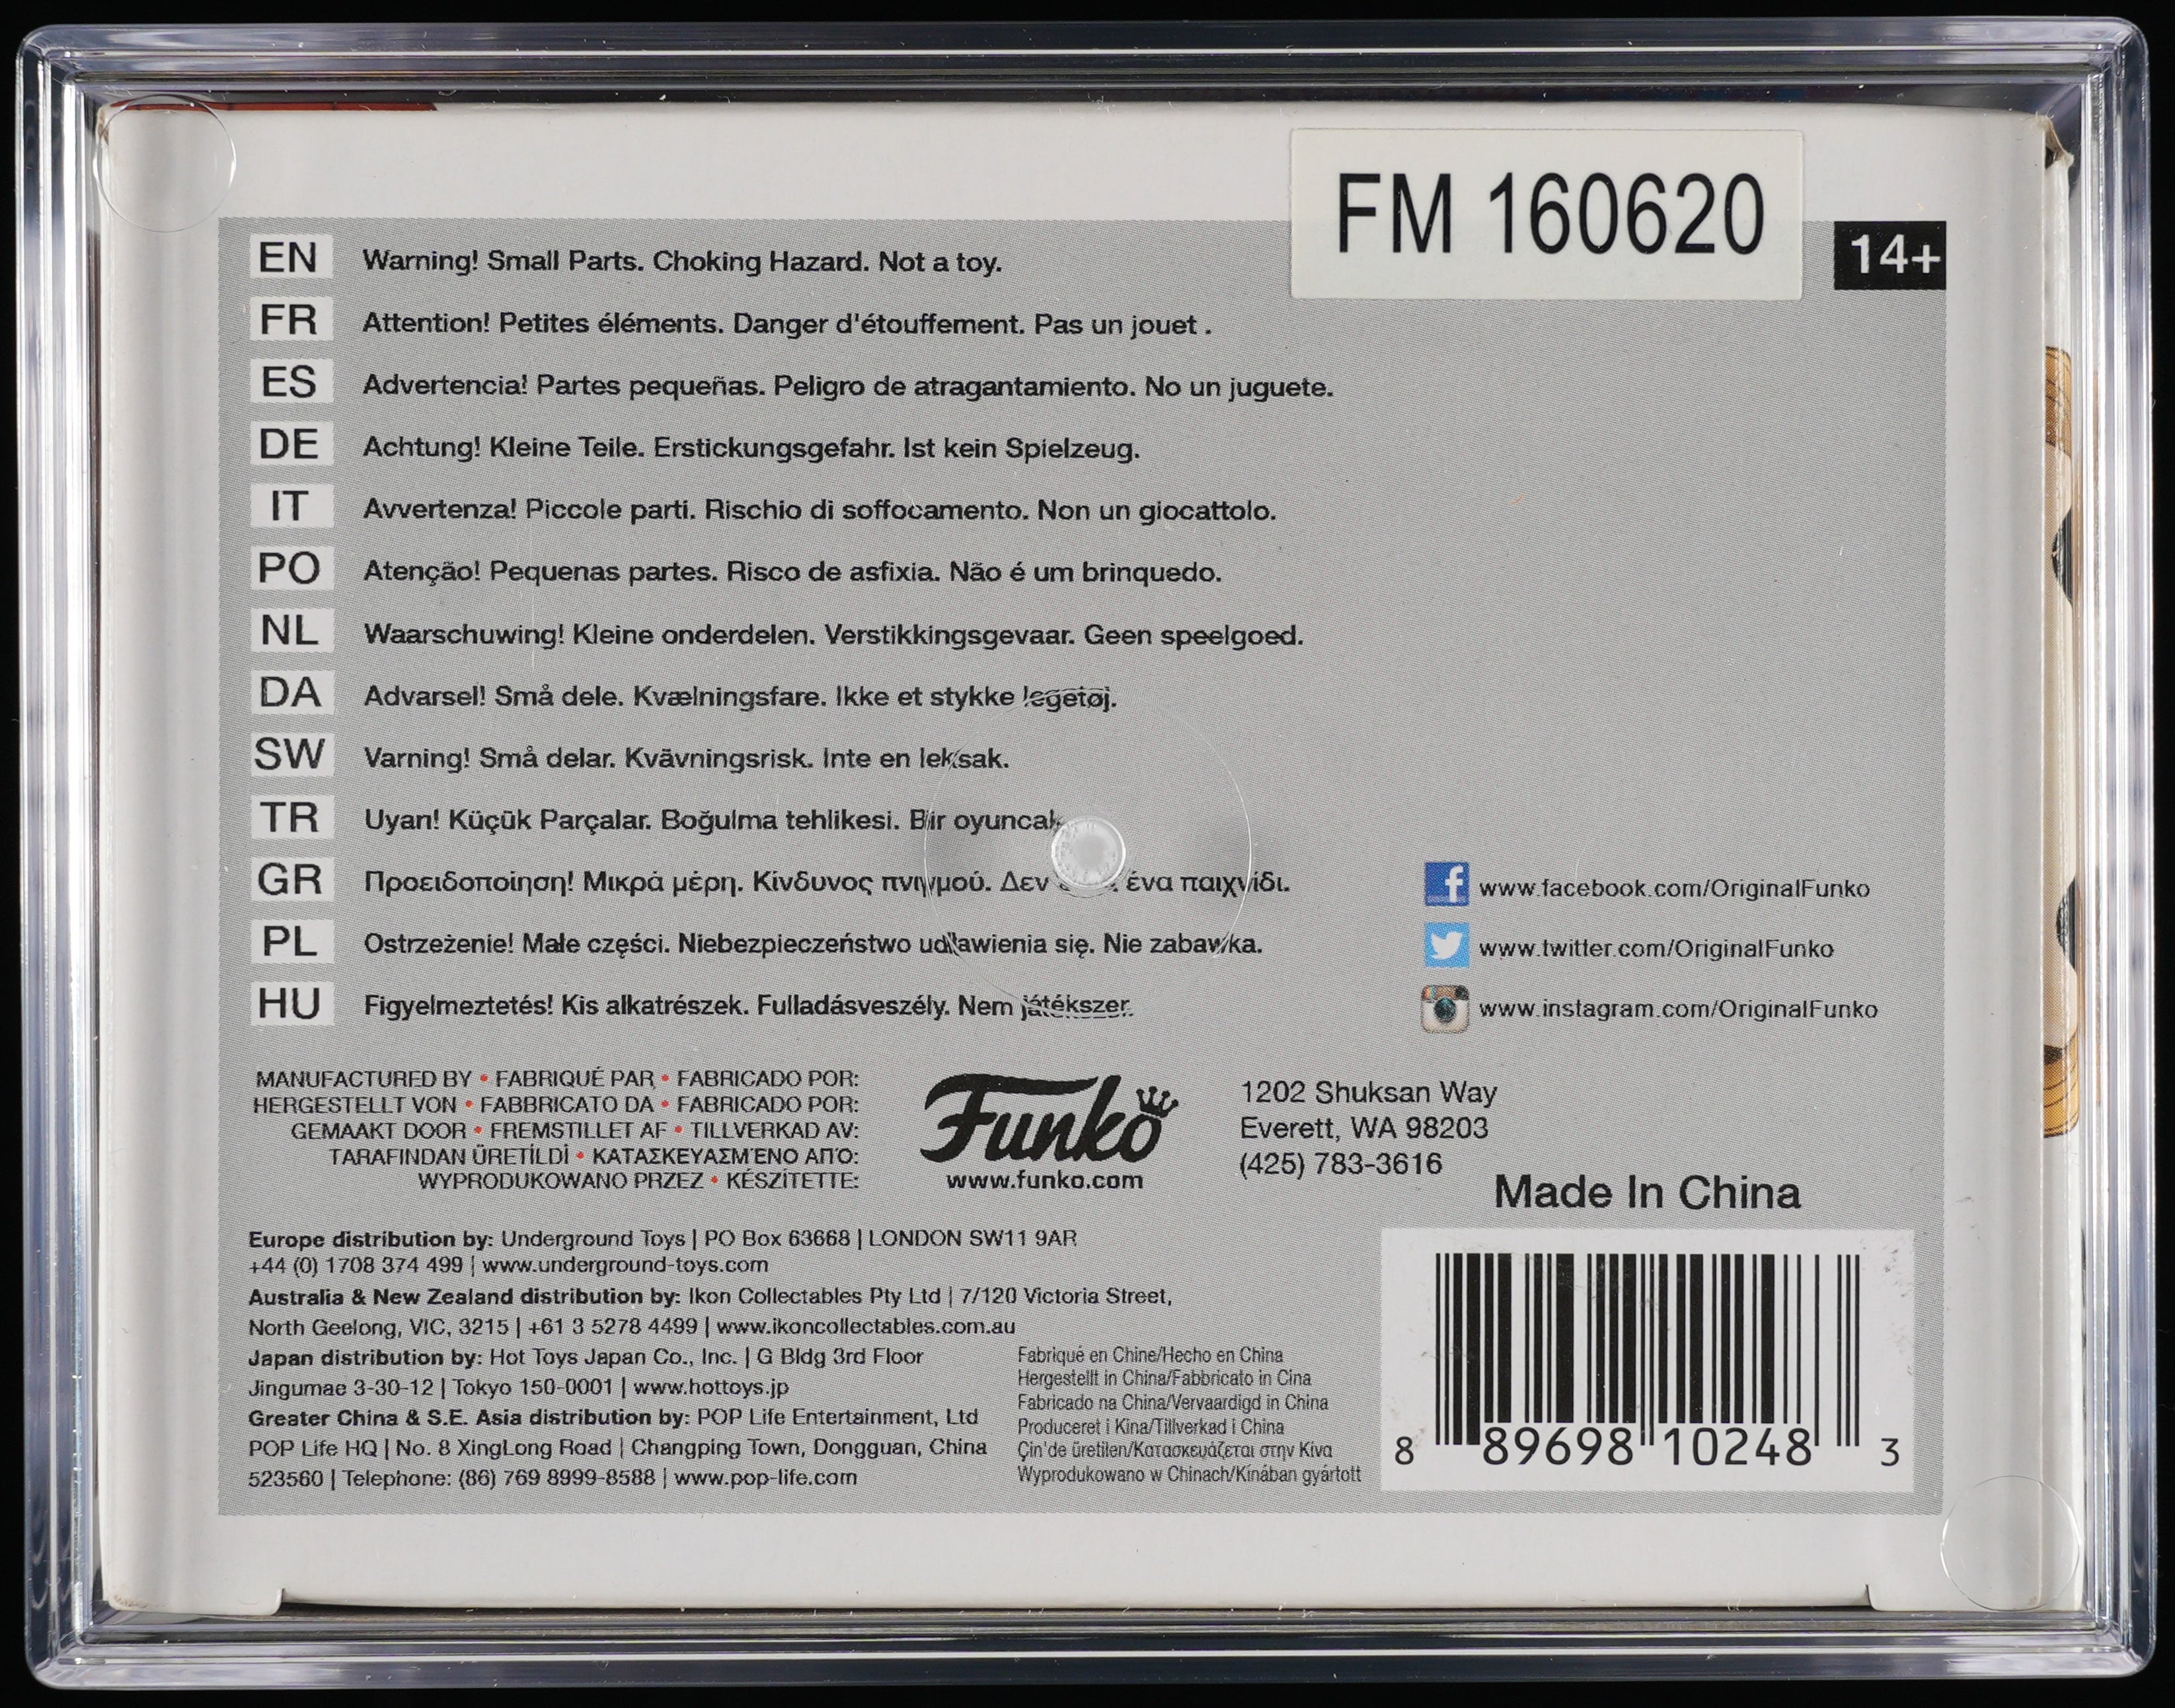 FM 160620
14+
EN Warning! Small Parts. Choking Hazard. Not a toy.
FR Attention! Petites éléments. Danger d'étouffement. Pas un jouet .
ES Advertencia! Partes pequeñas. Peligro de atragantamiento. No un juguete.
DE Achtung! Kleine Teile. Erstickungsgefahr. Ist kein Spielzeug.
IT Avvertenza! Piccole parti. Rischio di soffocamento. Non un giocattolo.
PO Atenção! Pequenas partes. Risco de asfixia. Não é um brinquedo.
NL Waarschuwing! Kleine onderdelen. Verstikkingsgevaar. Geen speelgoed.
DA Advarsel! Små dele. Kvælningsfare. Ikke et stykke legetøj.
SW Varning! Små delar. Kvävningsrisk. Inte en leksak.
TR Uyan! Küçük Parçalar. Boğulma tehlikesi. Bir oyuncak
GR Προειδοποίηση! Μικρά μέρη. Κίνδυνος πνιγμού. Δεν ένα παιχνίδι.
PL Ostrzeżenie! Małe części. Niebezpieczeństwo udławienia się. Nie zabawka.
HU Figyelmeztetés! Kis alkatrészek. Fulladásveszély. Nem játékszer.
www.facebook.com/OriginalFunko
www.twitter.com/OriginalFunko
www.instagram.com/OriginalFunko
MANUFACTURED BY • FABRIQUÉ PAR • FABRICADO POR:
HERGESTELLT VON • FABBRICATO DA • FABRICADO POR:
GEMAAKT DOOR • FREMSTILLET AF • TILLVERKAD AV:
TARAFINDAN ÜRETİLDİ • ΚΑΤΑΣΚΕΥΑΣΜΈΝΟ ΑΠΌ:
WYPRODUKOWANO PRZEZ • KÉSZÍTETTE:
Funko
www.funko.com
1202 Shuksan Way
Everett, WA 98203
(425) 783-3616
Made In China
Europe distribution by: Underground Toys | PO Box 63668 | LONDON SW11 9AR
+44 (0) 1708 374 499 | www.underground-toys.com
Australia & New Zealand distribution by: Ikon Collectables Pty Ltd | 7/120 Victoria Street,
North Geelong, VIC, 3215 | +61 3 5278 4499 | www.ikoncollectables.com.au
Japan distribution by: Hot Toys Japan Co., Inc. | G Bldg 3rd Floor
Jingumae 3-30-12 | Tokyo 150-0001 | www.hottoys.jp
Greater China & S.E. Asia distribution by: POP Life Entertainment, Ltd
POP Life HQ | No. 8 XingLong Road | Changping Town, Dongguan, China
523560 | Telephone: (86) 769 8999-8588 | www.pop-life.com
Fabriqué en Chine/Hecho en China
Hergestellt in China/Fabbricato in Cina
Fabricado na China/Vervaardigd in China
Produceret i Kina/Tillverkad i China
Çin'de üretilen/Κατασκευάζεται στην Κίνα
Wyprodukowano w Chinach/Kínában gyártott
8 89698 10248 3